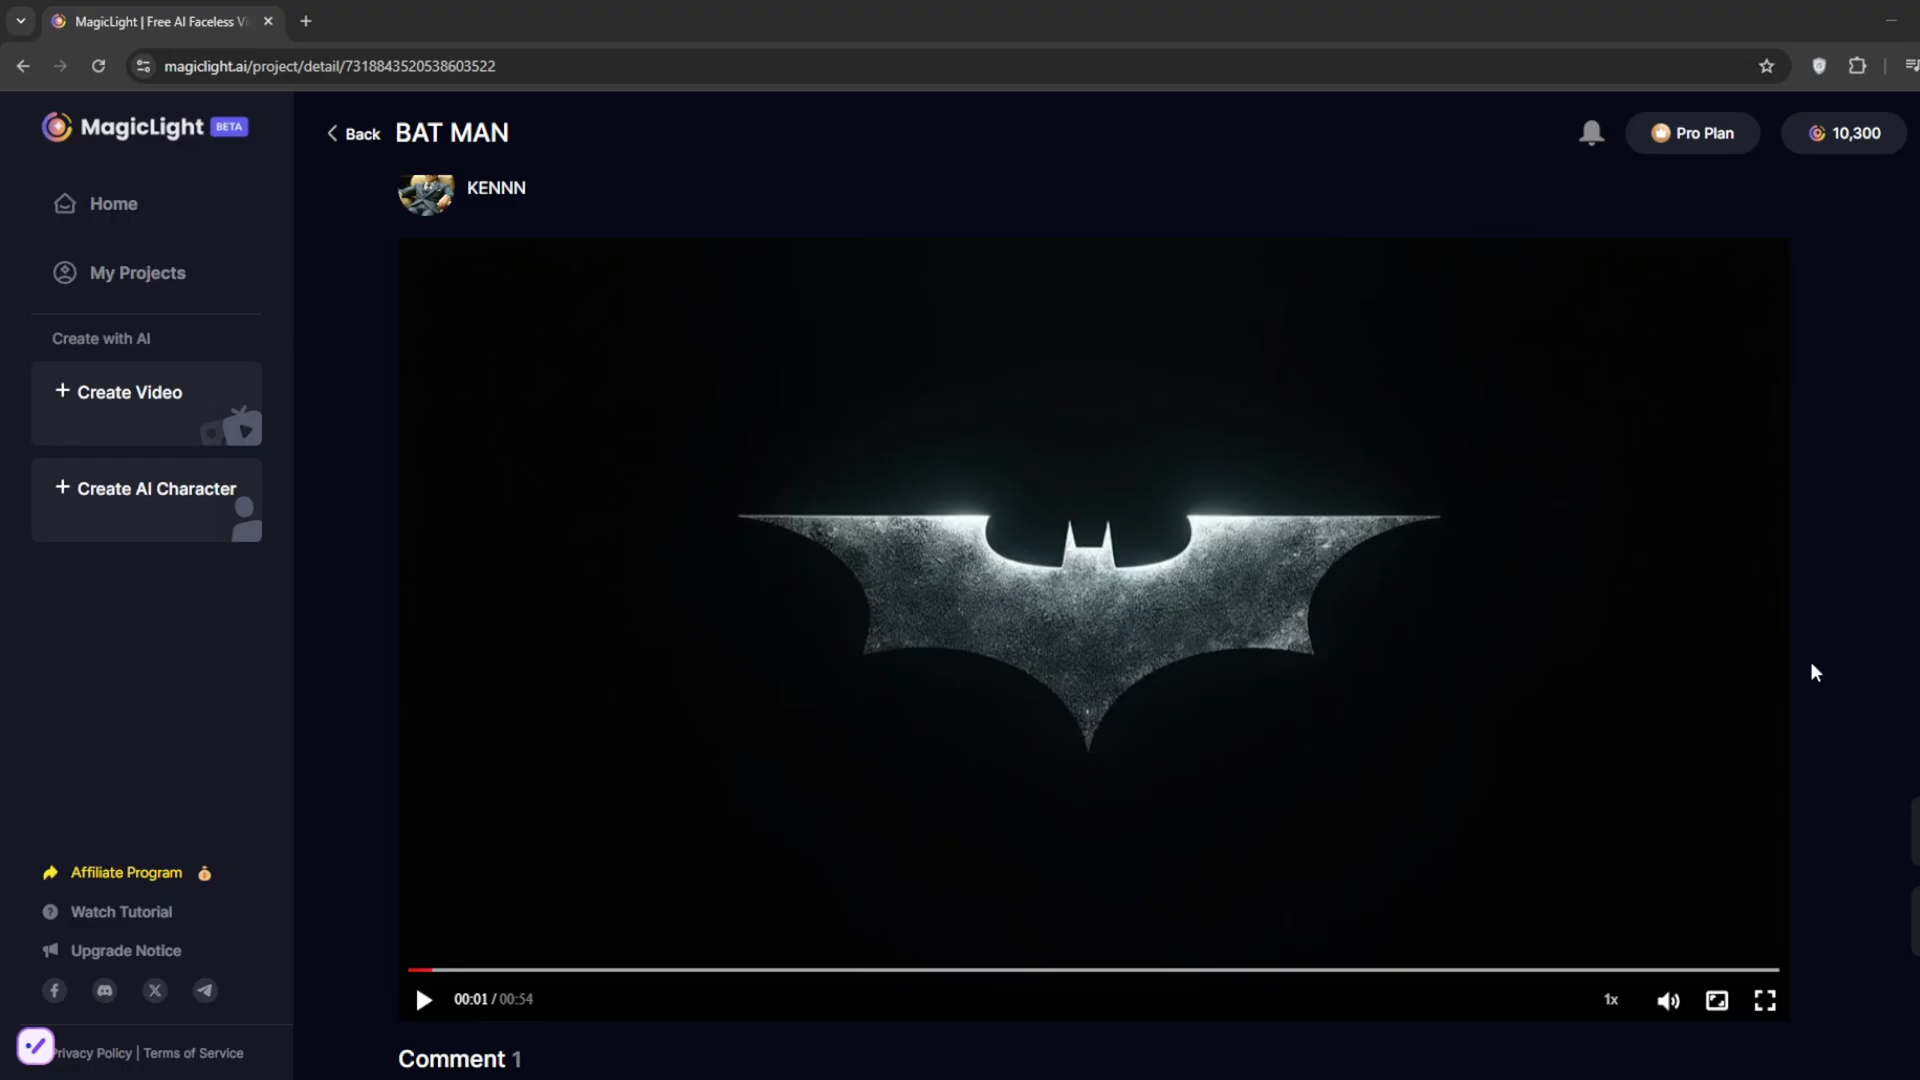 MagicLight | Free AI Faceless Vi
magiclight.ai/project/detail/7318843520538603522
MagicLight BETA
Back BAT MAN
Pro Plan
10,300
KENNN
Home
My Projects
Create with AI
+ Create Video
+ Create AI Character
Affiliate Program
Watch Tutorial
Upgrade Notice
00:01 / 00:54
1x
Privacy Policy | Terms of Service
Comment 1